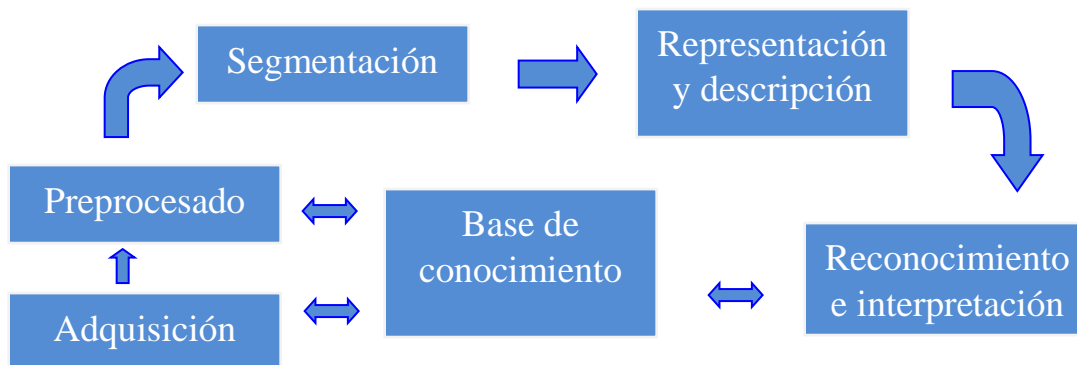 Segmentación
Representación
y descripción
Preprocesado
Base de
conocimiento
Reconocimiento
e interpretación
Adquisición